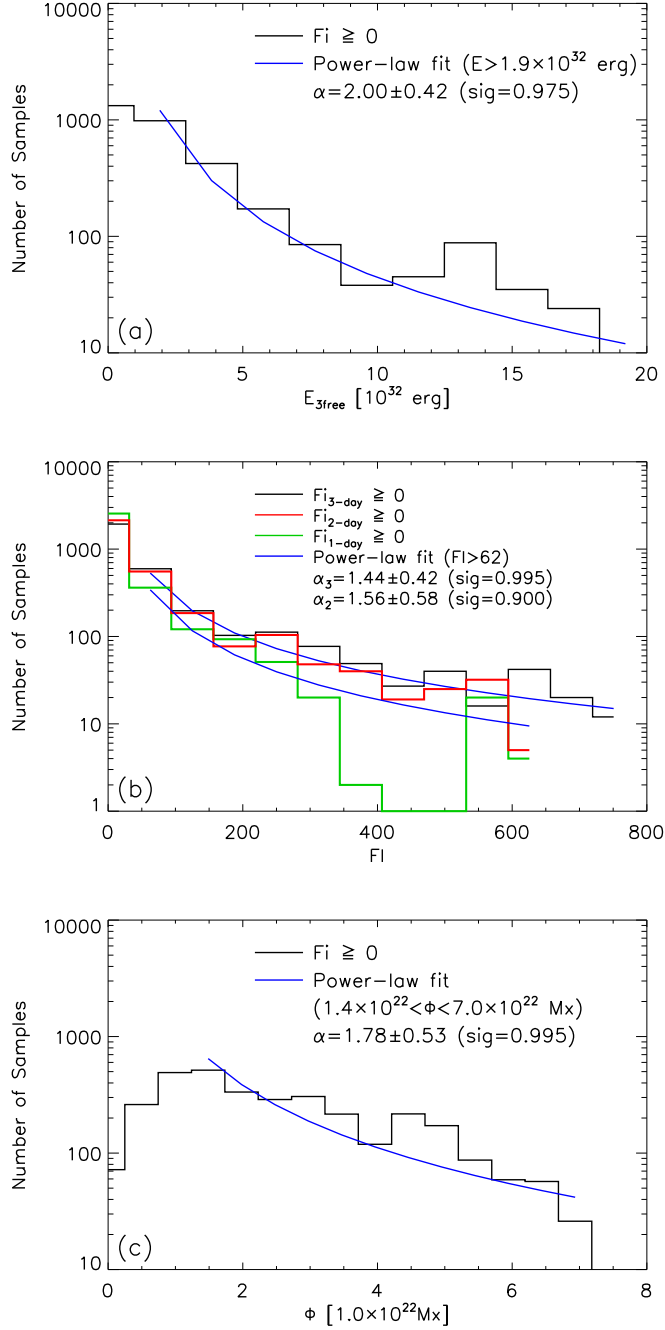 10000
1000
100
10
Number of Samples
Fi ≧ 0
Power-law fit (E>1.9×10³² erg)
α=2.00±0.42 (sig=0.975)
(a)
0 5 10 15 20
E₃free [10³² erg]
10000
1000
100
10
1
Number of Samples
Fi₃₋day ≧ 0
Fi₂₋day ≧ 0
Fi₁₋day ≧ 0
Power-law fit (FI>62)
α₃=1.44±0.42 (sig=0.995)
α₂=1.56±0.58 (sig=0.900)
(b)
0 200 400 600 800
FI
10000
1000
100
10
Number of Samples
Fi ≧ 0
Power-law fit
(1.4×10²²<Φ<7.0×10²² Mx)
α=1.78±0.53 (sig=0.995)
(c)
0 2 4 6 8
Φ [1.0×10²²Mx]